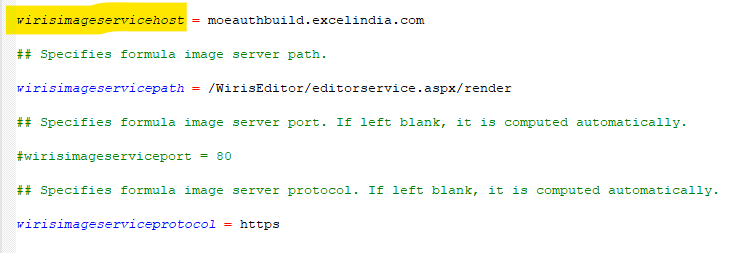 wirisimageservicehost = moeauthbuild.excelindia.com
## Specifies formula image server path.
wirisimageservicepath = /WirisEditor/editorservice.aspx/render
## Specifies formula image server port. If left blank, it is computed automatically.
#wirisimageserviceport = 80
## Specifies formula image server protocol. If left blank, it is computed automatically.
wirisimageserviceprotocol = https